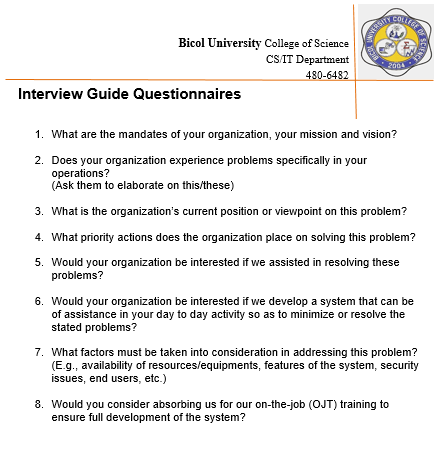 Bicol University College of Science
CS/IT Department
480-6482
UNIVERSITY COLLEGE OF SCIENCE
BICOL
2004
Interview Guide Questionnaires
1. What are the mandates of your organization, your mission and vision?
2. Does your organization experience problems specifically in your
operations?
(Ask them to elaborate on this/these)
3. What is the organization's current position or viewpoint on this problem?
4. What priority actions does the organization place on solving this problem?
5. Would your organization be interested if we assisted in resolving these
problems?
6. Would your organization be interested if we develop a system that can be
of assistance in your day to day activity so as to minimize or resolve the
stated problems?
7. What factors must be taken into consideration in addressing this problem?
(E.g., availability of resources/equipments, features of the system, security
issues, end users, etc.)
8. Would you consider absorbing us for our on-the-job (OJT) training to
ensure full development of the system?